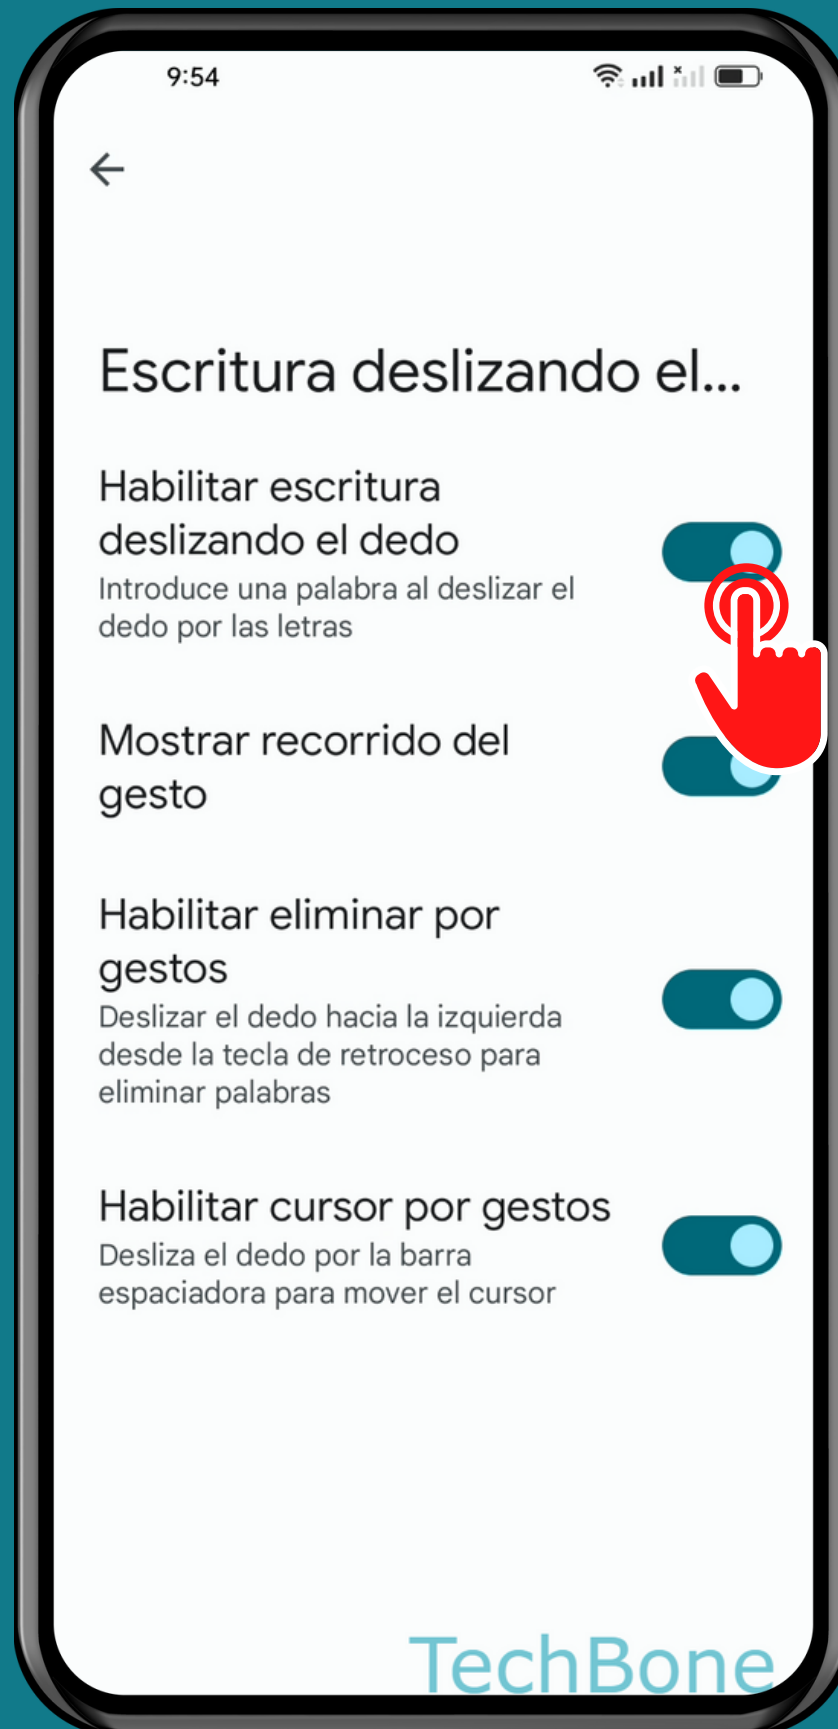 9:54
Escritura deslizando el...
Habilitar escritura
deslizando el dedo
Introduce una palabra al deslizar el
dedo por las letras
Mostrar recorrido del
gesto
Habilitar eliminar por
gestos
Deslizar el dedo hacia la izquierda
desde la tecla de retroceso para
eliminar palabras
Habilitar cursor por gestos
Desliza el dedo por la barra
espaciadora para mover el cursor
TechBone